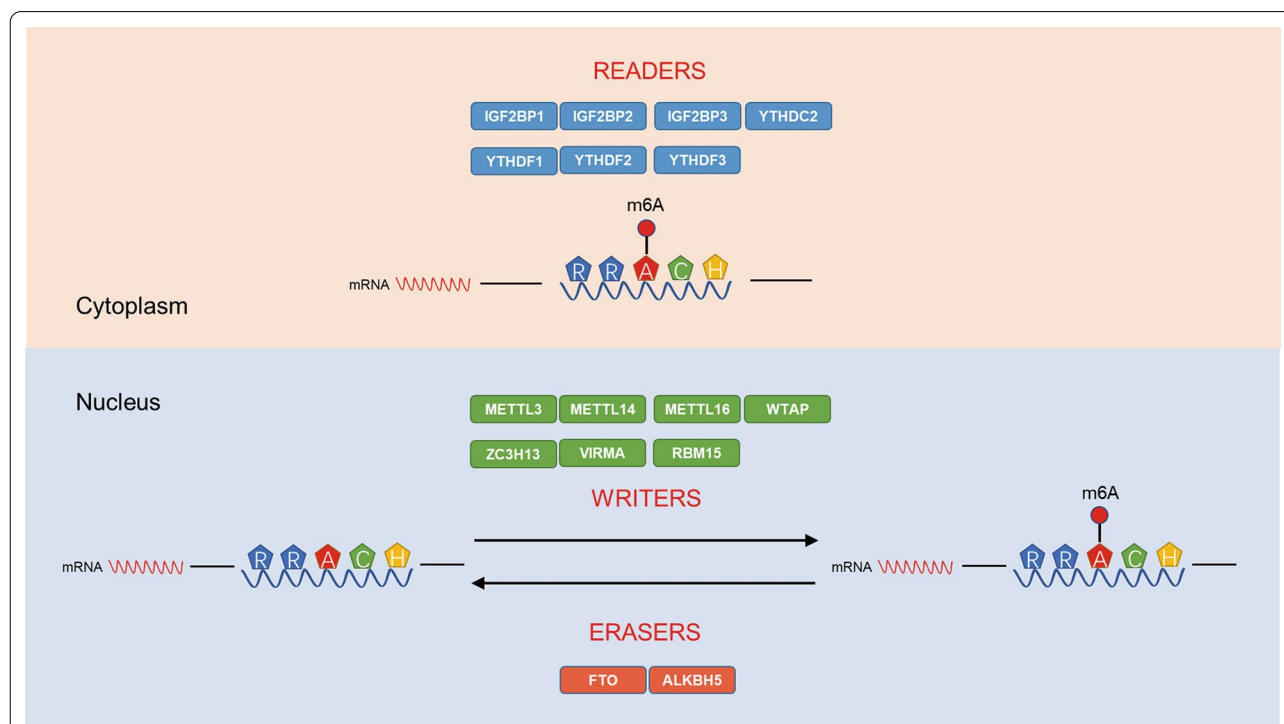 READERS
IGF2BP1 IGF2BP2 IGF2BP3 YTHDC2
YTHDF1 YTHDF2 YTHDF3
m6A
R R A C H
mRNA
Cytoplasm
Nucleus
METTL3 METTL14 METTL16 WTAP
ZC3H13 VIRMA RBM15
WRITERS
m6A
R R A C H
R R A C H
mRNA
mRNA
ERASERS
FTO ALKBH5